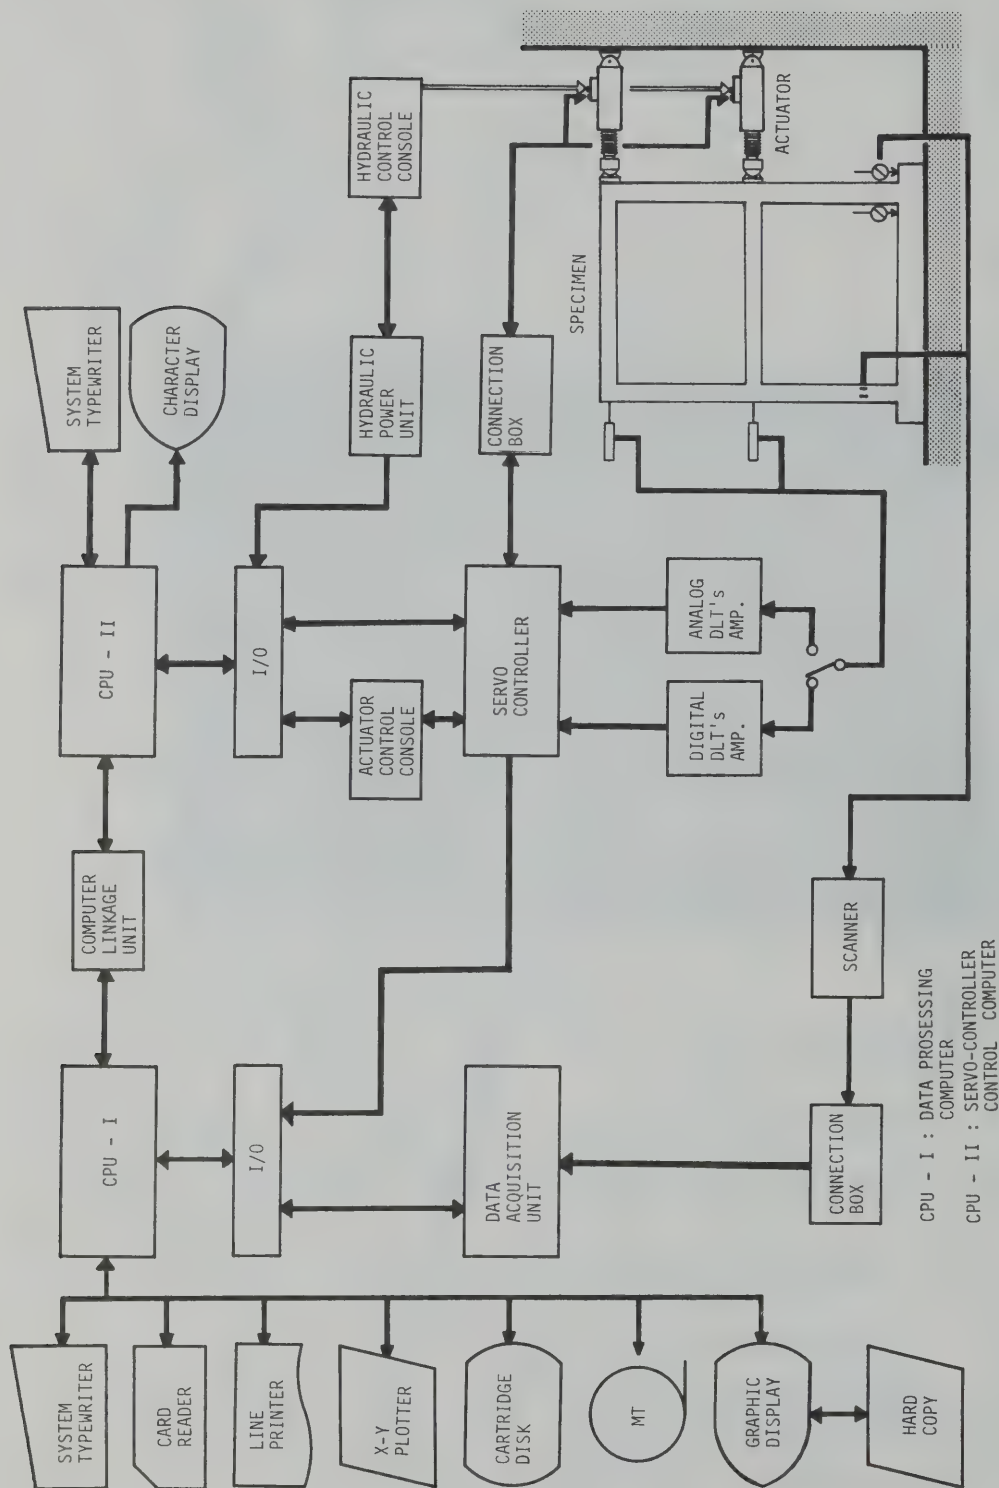 SYSTEM
TYPEWRITER
CARD
READER
LINE
PRINTER
X-Y
PLOTTER
CARTRIDGE
DISK
MT
GRAPHIC
DISPLAY
HARD
COPY
CPU - I
I/O
DATA
ACQUISITION
UNIT
CONNECTION
BOX
SCANNER
COMPUTER
LINKAGE
UNIT
CPU - II
I/O
ACTUATOR
CONTROL
CONSOLE
SERVO
CONTROLLER
DIGITAL
DLT's
AMP.
ANALOG
DLT's
AMP.
SYSTEM
TYPEWRITER
CHARACTER
DISPLAY
HYDRAULIC
POWER
UNIT
HYDRAULIC
CONTROL
CONSOLE
CONNECTION
BOX
SPECIMEN
ACTUATOR
CPU - I : DATA PROSESSING
COMPUTER
CPU - II : SERVO-CONTROLLER
CONTROL COMPUTER